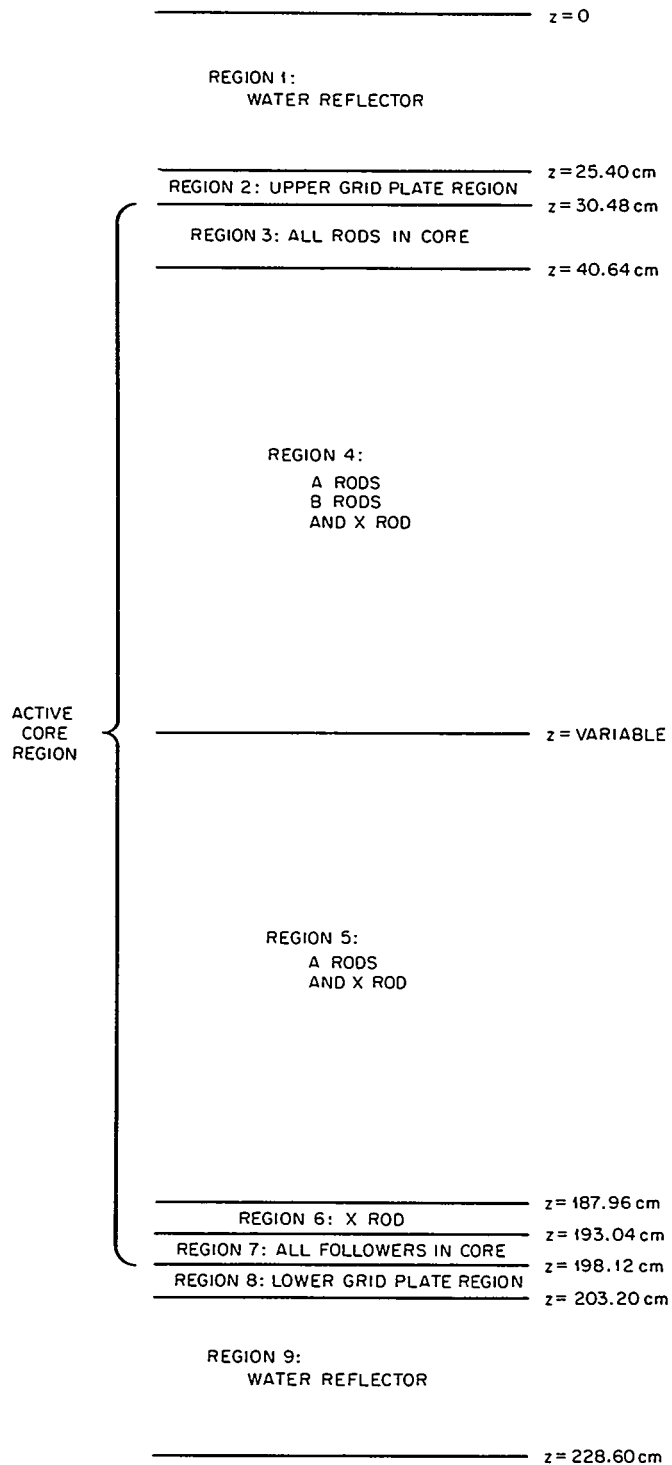 z = 0
REGION 1:
WATER REFLECTOR
z = 25.40 cm
REGION 2: UPPER GRID PLATE REGION
z = 30.48 cm
REGION 3: ALL RODS IN CORE
z = 40.64 cm
REGION 4:
A RODS
B RODS
AND X ROD
ACTIVE
CORE
REGION
z = VARIABLE
REGION 5:
A RODS
AND X ROD
z = 187.96 cm
REGION 6: X ROD
z = 193.04 cm
REGION 7: ALL FOLLOWERS IN CORE
z = 198.12 cm
REGION 8: LOWER GRID PLATE REGION
z = 203.20 cm
REGION 9:
WATER REFLECTOR
z = 228.60 cm